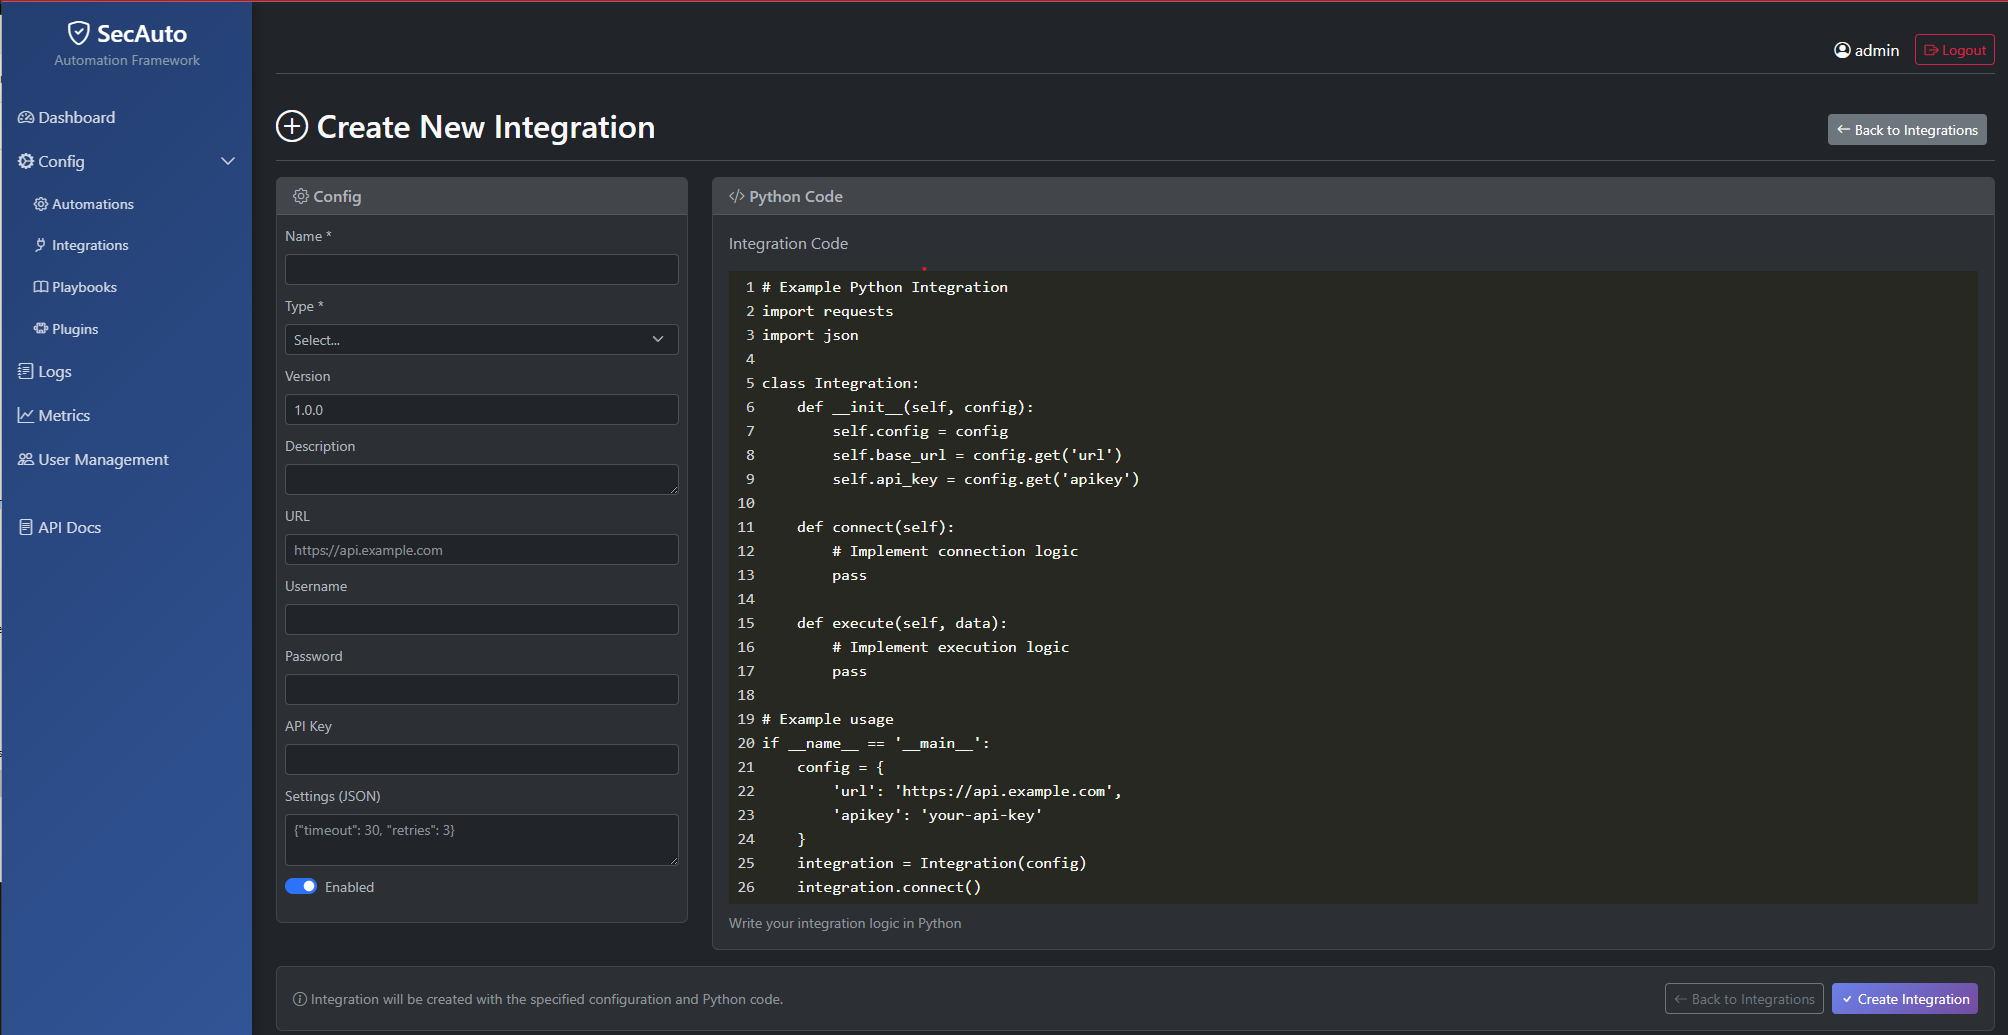 SecAuto
Automation Framework
Dashboard
Config
Automations
Integrations
Playbooks
Plugins
Logs
Metrics
User Management
API Docs
admin
Logout
Create New Integration
← Back to Integrations
Config
Name *
Type *
Select...
Version
1.0.0
Description
URL
https://api.example.com
Username
Password
API Key
Settings (JSON)
{"timeout": 30, "retries": 3}
Enabled
</> Python Code
Integration Code
1 # Example Python Integration
2 import requests
3 import json
4
5 class Integration:
6     def __init__(self, config):
7         self.config = config
8         self.base_url = config.get('url')
9         self.api_key = config.get('apikey')
10
11     def connect(self):
12         # Implement connection logic
13         pass
14
15     def execute(self, data):
16         # Implement execution logic
17         pass
18
19 # Example usage
20 if __name__ == '__main__':
21     config = {
22         'url': 'https://api.example.com',
23         'apikey': 'your-api-key'
24     }
25     integration = Integration(config)
26     integration.connect()
Write your integration logic in Python
Integration will be created with the specified configuration and Python code.
← Back to Integrations
Create Integration